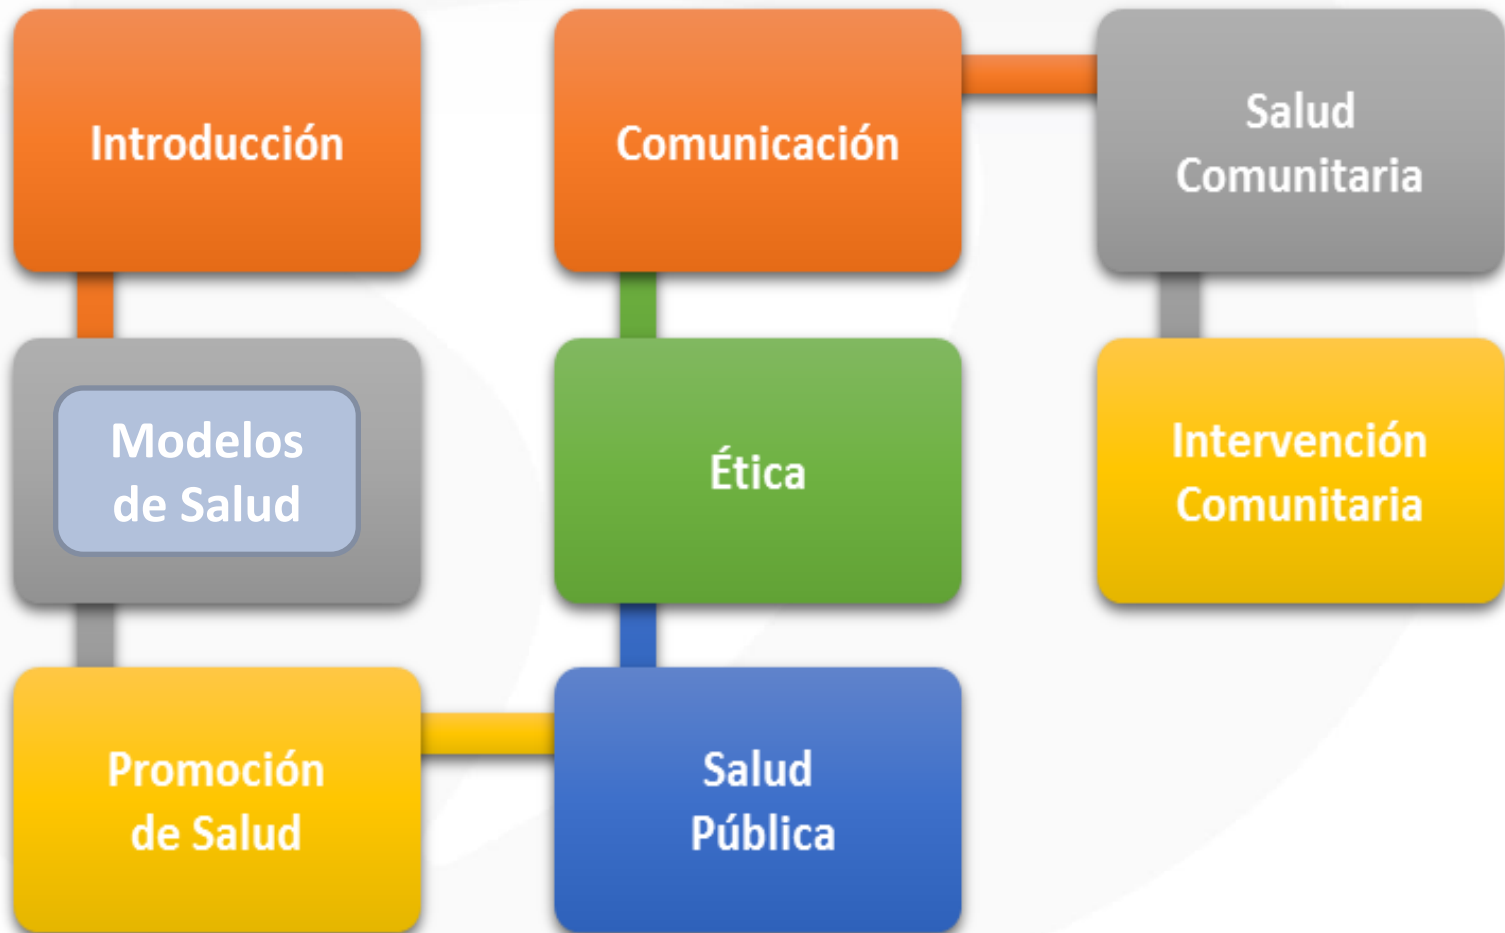 Introducción
Modelos
de Salud
Promoción
de Salud
Salud
Pública
Ética
Comunicación
Salud
Comunitaria
Intervención
Comunitaria